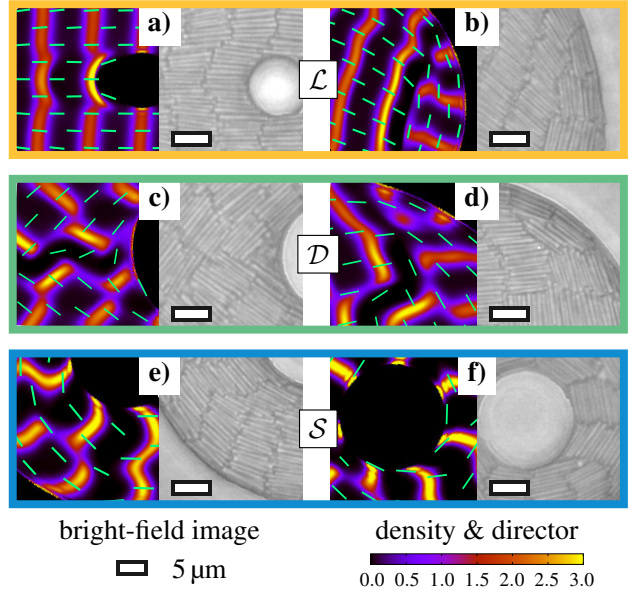 a)
b)
ℒ
c)
d)
𝒟
e)
f)
𝒮
bright-field image
density & director
5 μm
0.0 0.5 1.0 1.5 2.0 2.5 3.0